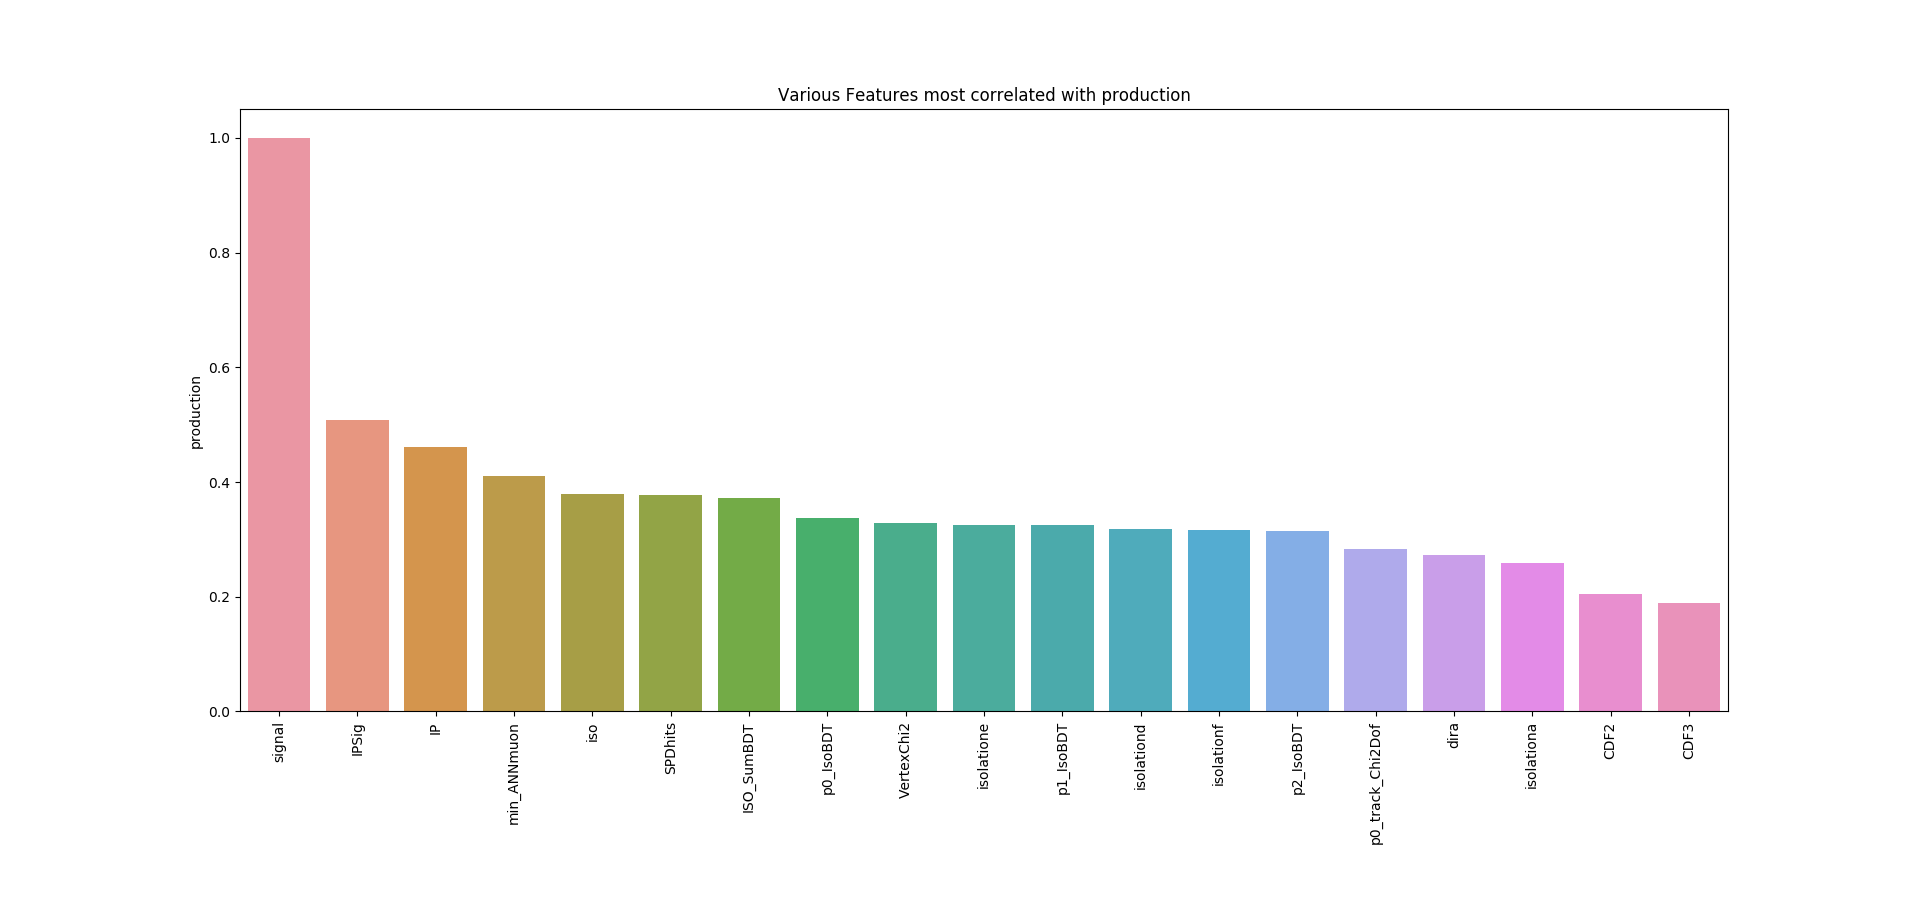 Various Features most correlated with production
production
1.0
0.8
0.6
0.4
0.2
0.0
signal
IPSig
IP
min_ANNmuon
iso
SPDhits
ISO_SumBDT
p0_IsoBDT
VertexChi2
isolatione
p1_IsoBDT
isolationd
isolationf
p2_IsoBDT
p0_track_Chi2Dof
dira
isolationa
CDF2
CDF3